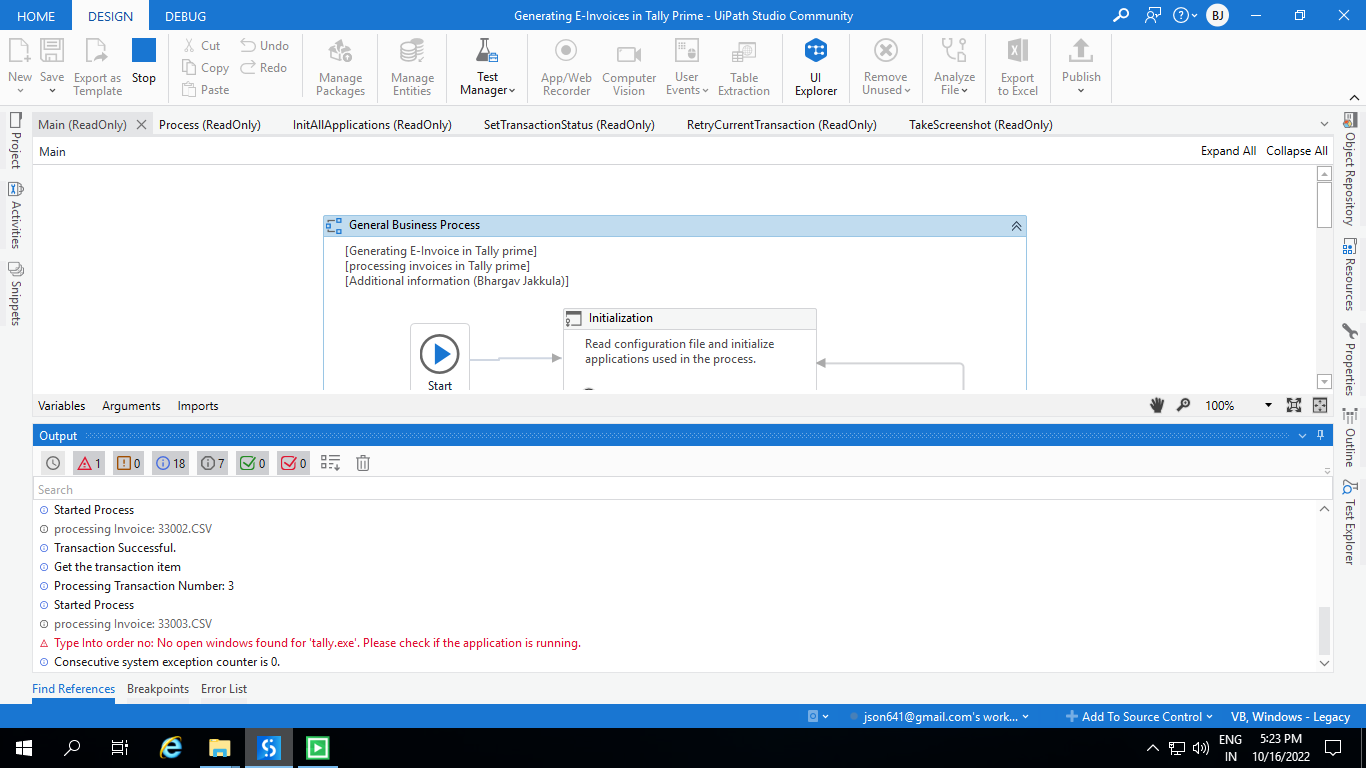 HOME DESIGN DEBUG Generating E-Invoices in Tally Prime - UiPath Studio Community BJ
New Save Export as Template Stop Cut Copy Paste Undo Redo Manage Packages Manage Entities Test Manager App/Web Recorder Computer Vision User Events Table Extraction UI Explorer Remove Unused Analyze File Export to Excel Publish
Main (ReadOnly) Process (ReadOnly) InitAllApplications (ReadOnly) SetTransactionStatus (ReadOnly) RetryCurrentTransaction (ReadOnly) TakeScreenshot (ReadOnly)
Project
Activities
Snippets
Main Expand All Collapse All
General Business Process
[Generating E-Invoice in Tally prime]
[processing invoices in Tally prime]
[Additional information (Bhargav Jakkula)]
Initialization
Read configuration file and initialize
applications used in the process.
Start
Object Repository
Resources
Properties
Outline
Test Explorer
Variables Arguments Imports 100%
Output
1 0 18 7 0 0
Search
Started Process
processing Invoice: 33002.CSV
Transaction Successful.
Get the transaction item
Processing Transaction Number: 3
Started Process
processing Invoice: 33003.CSV
Type Into order no: No open windows found for 'tally.exe'. Please check if the application is running.
Consecutive system exception counter is 0.
Find References Breakpoints Error List
json641@gmail.com's work... Add To Source Control VB, Windows - Legacy
ENG 5:23 PM
IN 10/16/2022